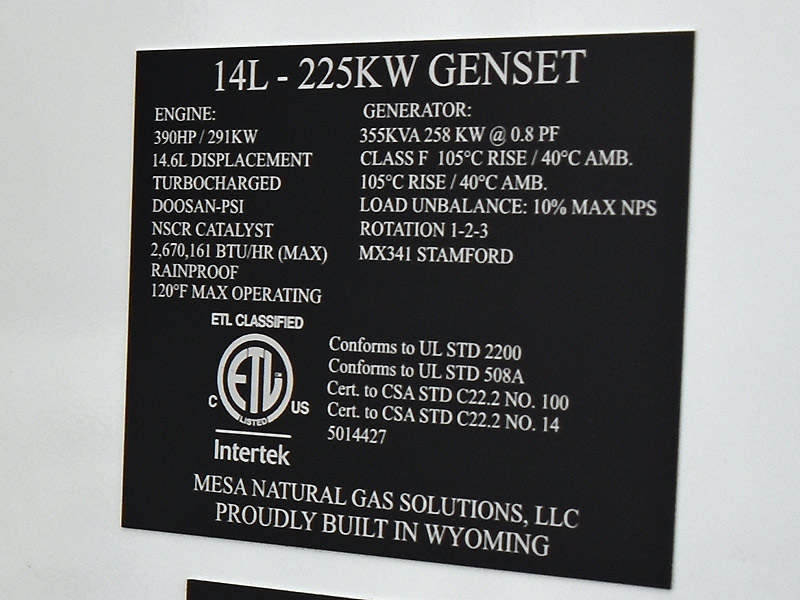 14L - 225KW GENSET
ENGINE:
390HP / 291KW
14.6L DISPLACEMENT
TURBOCHARGED
DOOSAN-PSI
NSCR CATALYST
2,670,161 BTU/HR (MAX)
RAINPROOF
120°F MAX OPERATING
GENERATOR:
355KVA 258 KW @ 0.8 PF
CLASS F 105°C RISE / 40°C AMB.
105°C RISE / 40°C AMB.
LOAD UNBALANCE: 10% MAX NPS
ROTATION 1-2-3
MX341 STAMFORD
ETL CLASSIFIED
ETL
LISTED
C US
Intertek
Conforms to UL STD 2200
Conforms to UL STD 508A
Cert. to CSA STD C22.2 NO. 100
Cert. to CSA STD C22.2 NO. 14
5014427
MESA NATURAL GAS SOLUTIONS, LLC
PROUDLY BUILT IN WYOMING